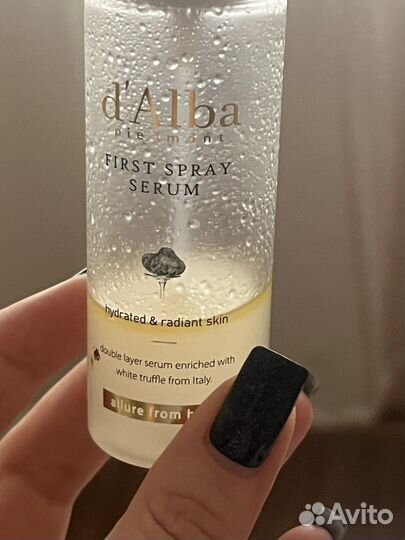 d'Alba
piedmont
FIRST SPRAY
SERUM
hydrated & radiant skin
double layer serum enriched with
white truffle from Italy.
allure from
Avito